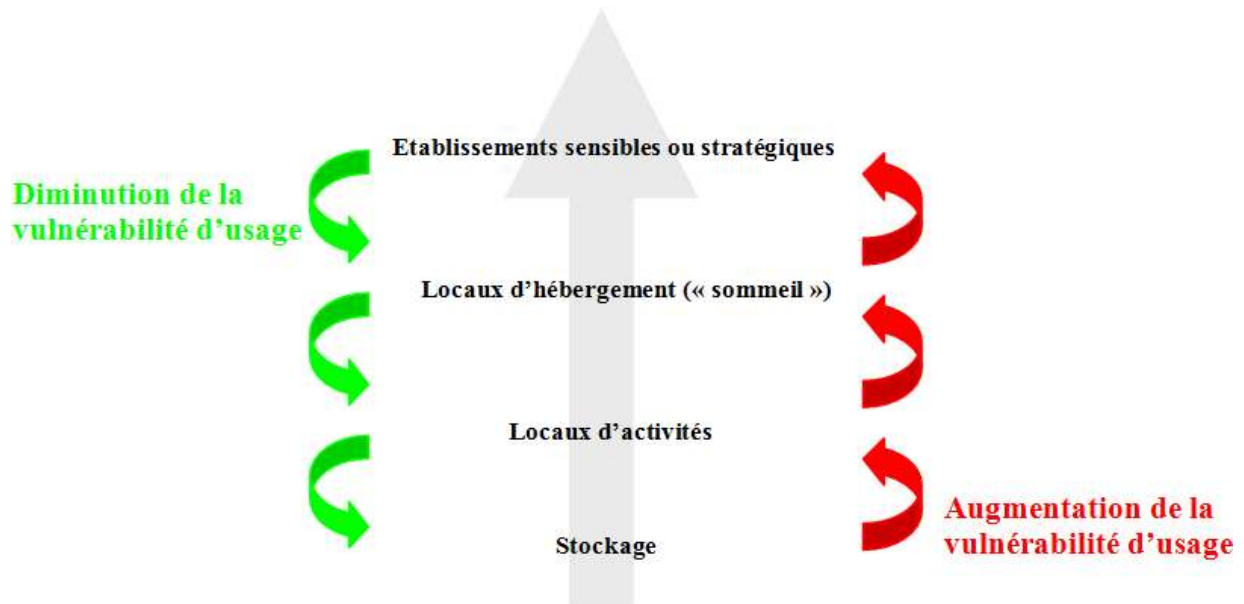 Etablissements sensibles ou stratégiques
Diminution de la
vulnérabilité d’usage
Locaux d’hébergement (« sommeil »)
Locaux d’activités
Augmentation de la
vulnérabilité d’usage
Stockage